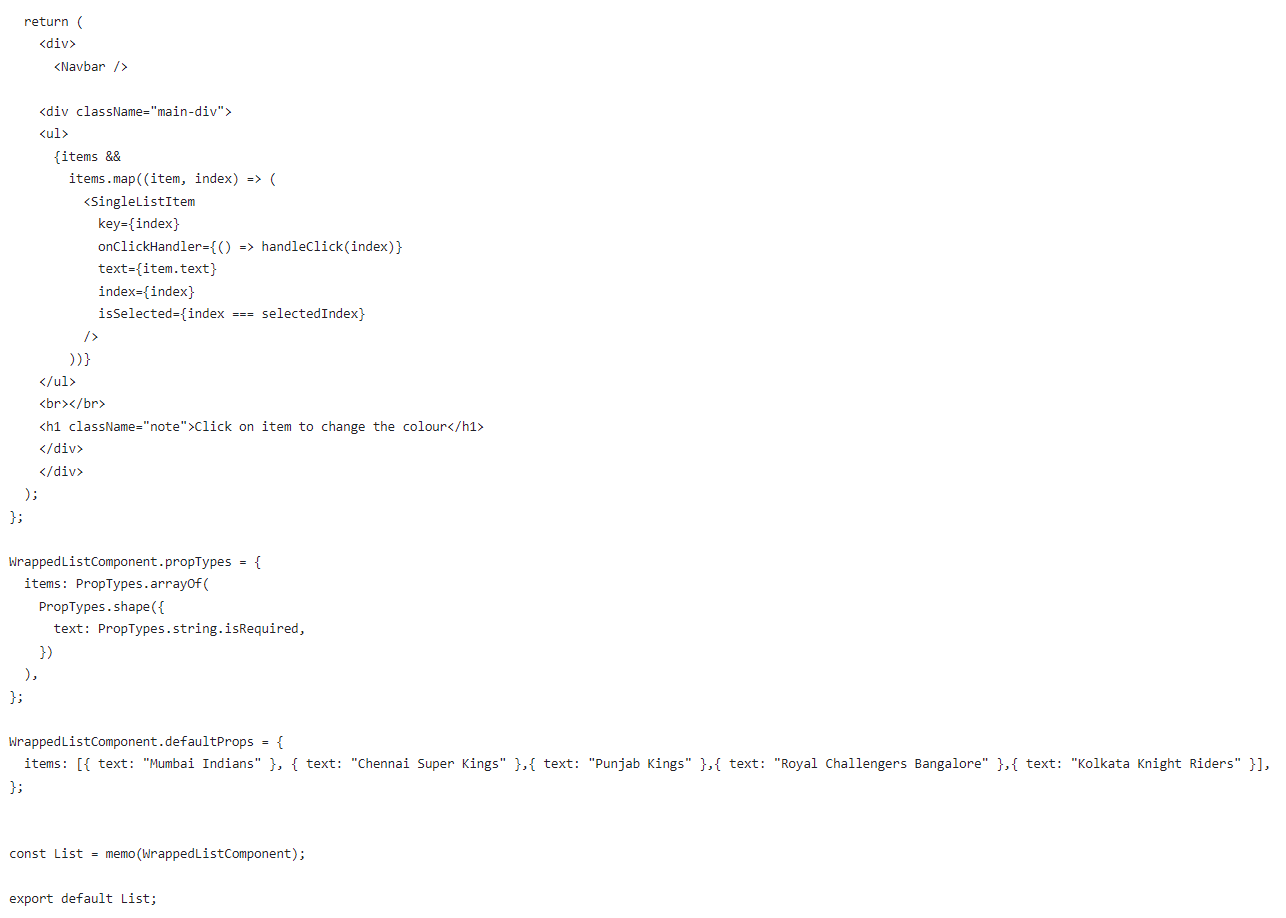 return (
<div>
<Navbar />
<div className="main-div">
<ul>
{items &&
items.map((item, index) => (
<SingleListItem
key={index}
onClickHandler={() => handleClick(index)}
text={item.text}
index={index}
isSelected={index === selectedIndex}
/>
))}
</ul>
<br></br>
<h1 className="note">Click on item to change the colour</h1>
</div>
</div>
);
};
WrappedListComponent.propTypes = {
items: PropTypes.arrayOf(
PropTypes.shape({
text: PropTypes.string.isRequired,
})
),
};
WrappedListComponent.defaultProps = {
items: [{ text: "Mumbai Indians" }, { text: "Chennai Super Kings" },{ text: "Punjab Kings" },{ text: "Royal Challengers Bangalore" },{ text: "Kolkata Knight Riders" }],
};
const List = memo(WrappedListComponent);
export default List;